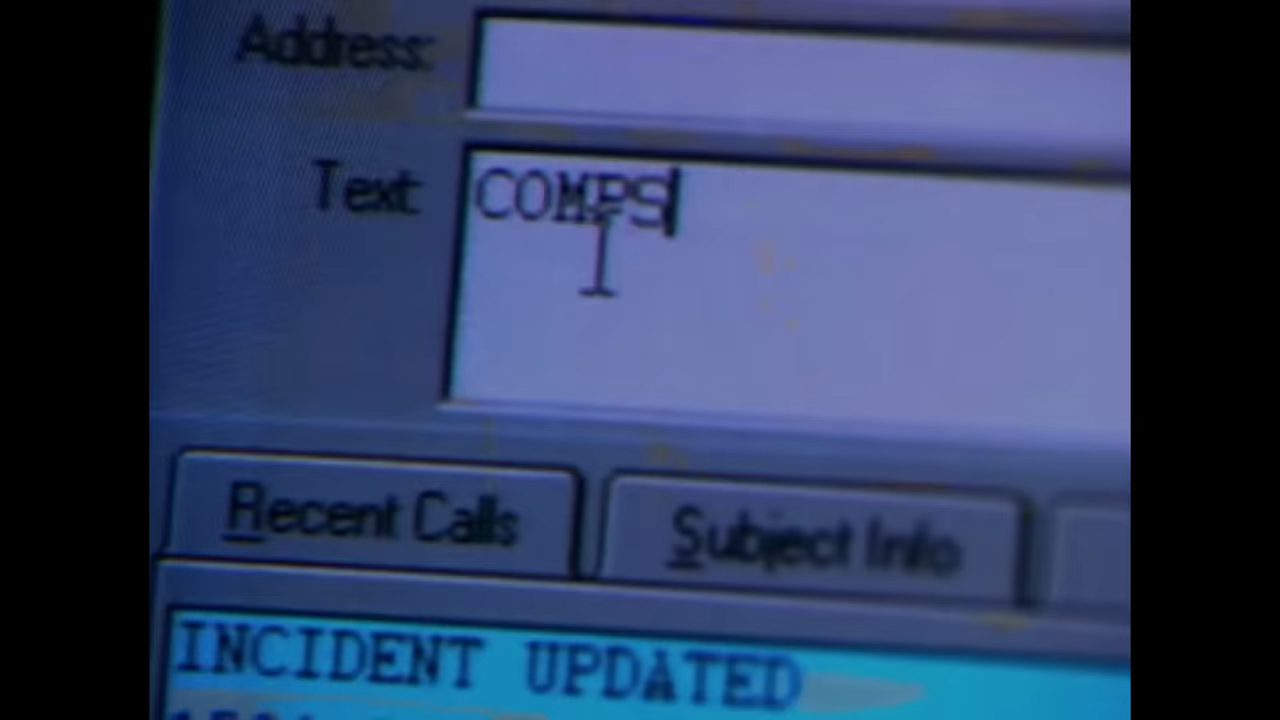 Address:
Text:
COMPS
Recent Calls
Subject Info
INCIDENT UPDATED